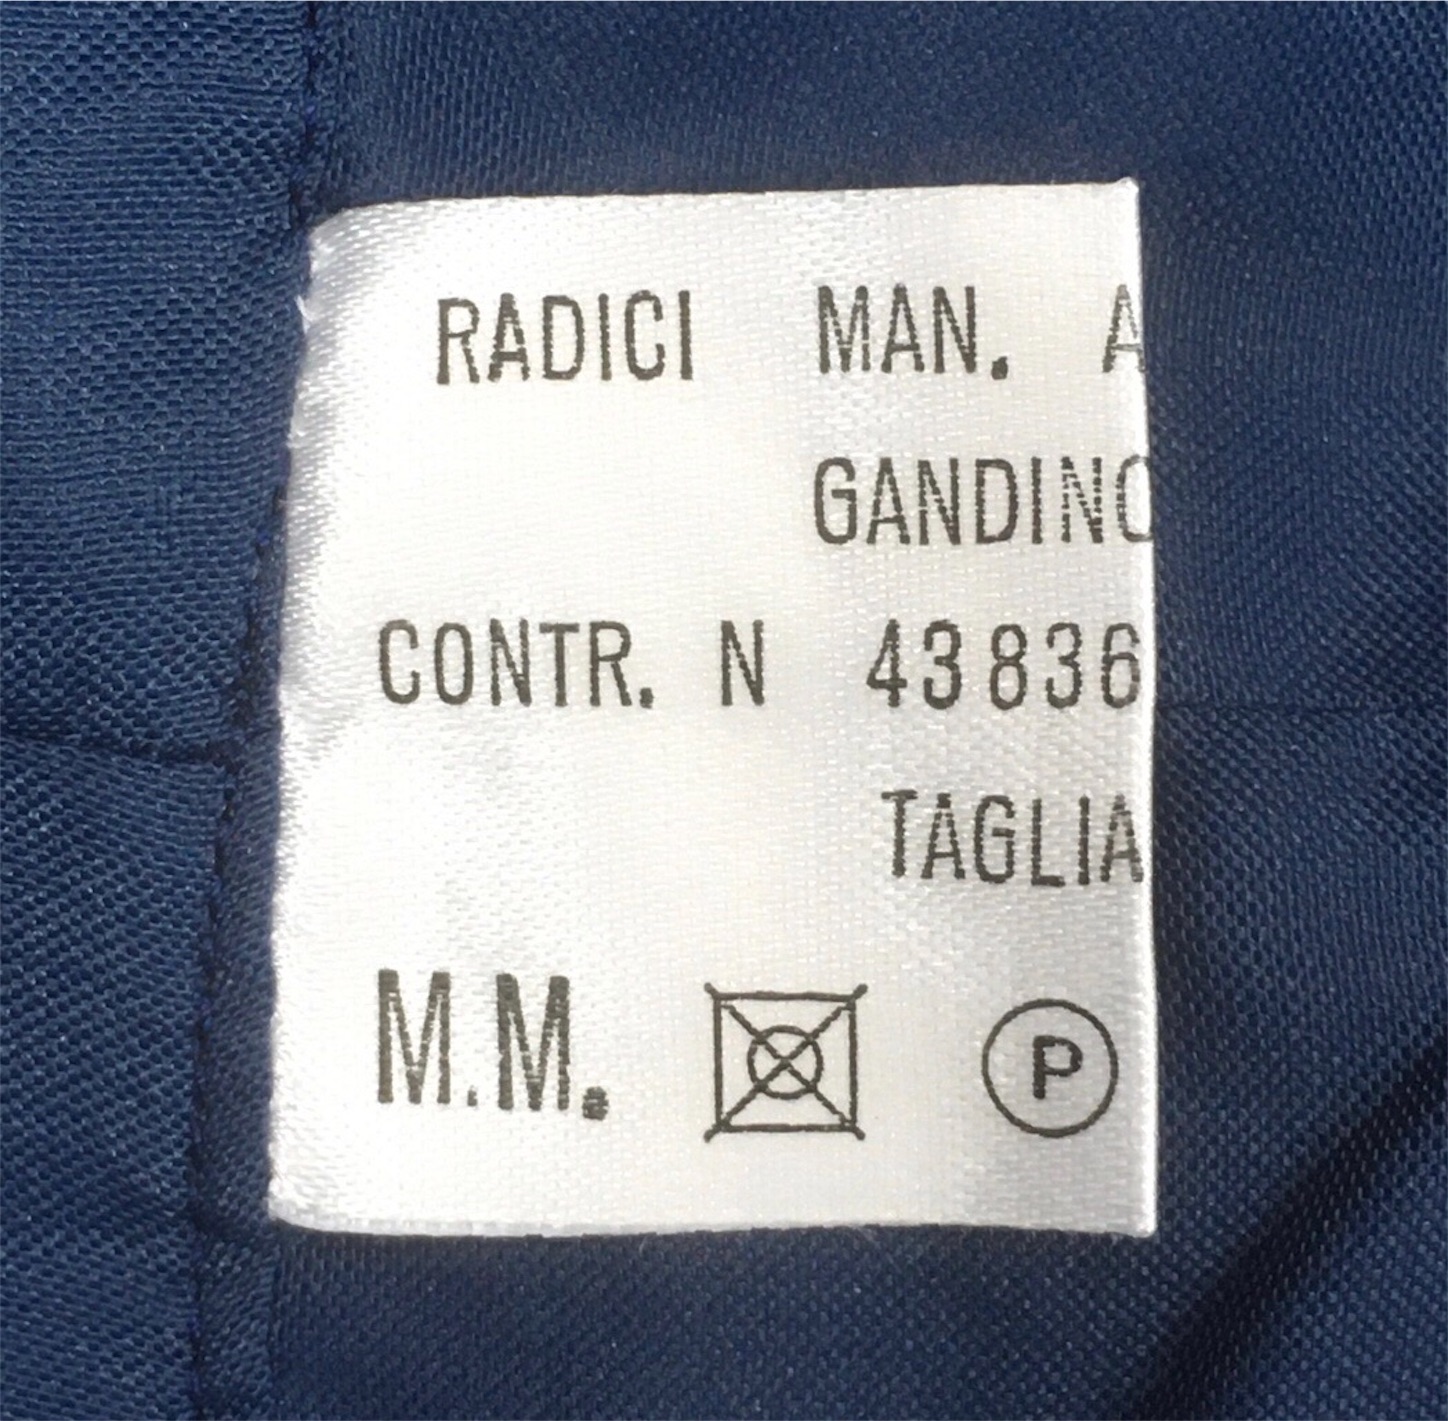 RADICI MAN. A
GANDINO
CONTR. N 43836
TAGLIA
M.M. P